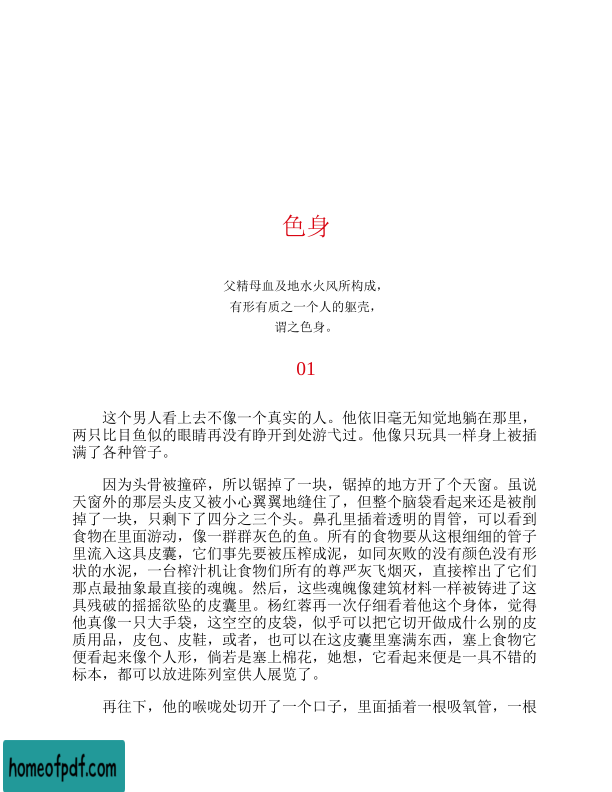 色身
父精母血及地水火风所构成，
有形有质之一个人的躯壳，
谓之色身。
01
这个男人看上去不像一个真实的人。他依旧毫无知觉地躺在那里，
两只比目鱼似的眼睛再没有睁开到处游弋过。他像只玩具一样身上被插
满了各种管子。
因为头骨被撞碎，所以锯掉了一块，锯掉的地方开了个天窗。虽说
天窗外的那层头皮又被小心翼翼地缝住了，但整个脑袋看起来还是被削
掉了一块，只剩下了四分之三个头。鼻孔里插着透明的胃管，可以看到
食物在里面游动，像一群群灰色的鱼。所有的食物要从这根细细的管子
里流入这具皮囊，它们事先要被压榨成泥，如同灰败的没有颜色没有形
状的水泥，一台榨汁机让食物们所有的尊严灰飞烟灭，直接榨出了它们
那点最抽象最直接的魂魄。然后，这些魂魄像建筑材料一样被铸进了这
具残破的摇摇欲坠的皮囊里。杨红蓉再一次仔细看着他这个身体，觉得
他真像一只大手袋，这空空的皮袋，似乎可以把它切开做成什么别的皮
质用品，皮包、皮鞋，或者，也可以在这皮囊里塞满东西，塞上食物它
便看起来像个人形，倘若是塞上棉花，她想，它看起来便是一具不错的
标本，都可以放进陈列室供人展览了。
再往下，他的喉咙处切开了一个口子，里面插着一根吸氧管，一根
homeofpdf.com